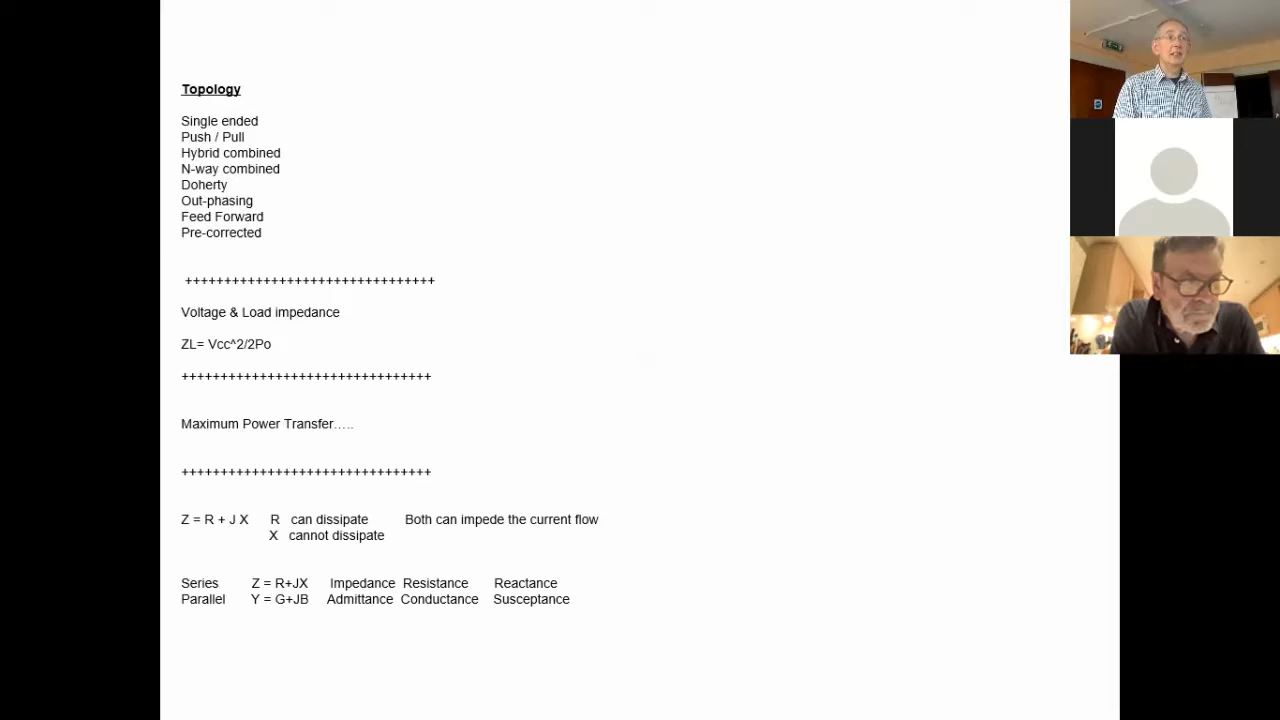 Topology
Single ended
Push / Pull
Hybrid combined
N-way combined
Doherty
Out-phasing
Feed Forward
Pre-corrected
++++++++++++++++++++++++++++++++
Voltage & Load impedance
ZL= Vcc^2/2Po
++++++++++++++++++++++++++++++++
Maximum Power Transfer…..
++++++++++++++++++++++++++++++++
Z = R + J X R can dissipate Both can impede the current flow
X cannot dissipate
Series Z = R+JX Impedance Resistance Reactance
Parallel Y = G+JB Admittance Conductance Susceptance